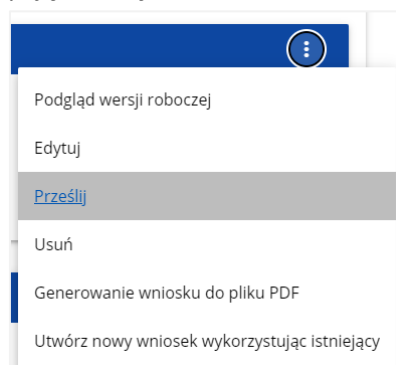 Podgląd wersji roboczej
Edytuj
Prześlij
Usuń
Generowanie wniosku do pliku PDF
Utwórz nowy wniosek wykorzystując istniejący